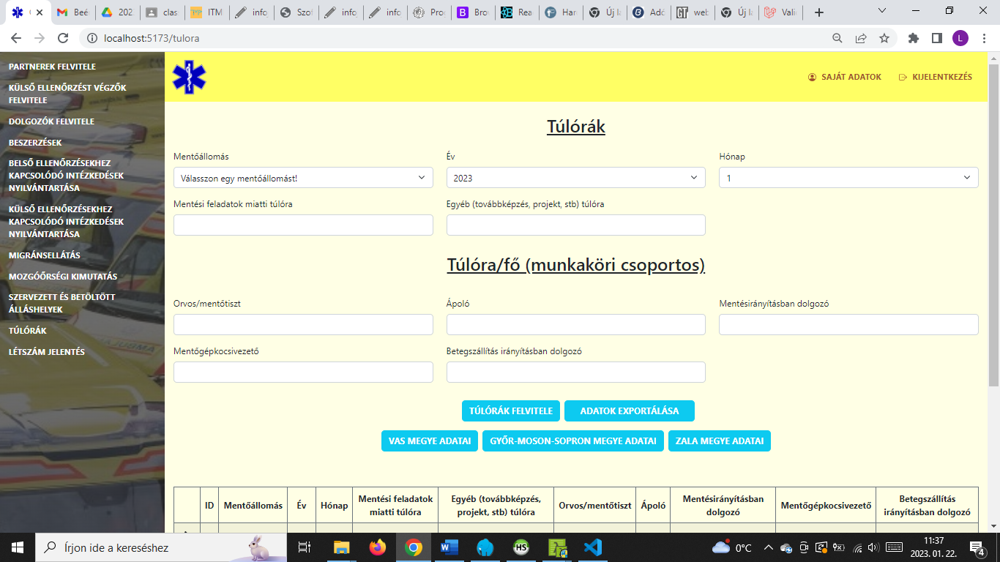 Beé
202
clas
ITM
info
Szof
info
info
Pro
Bro
Rea
Har
Új la
Adó
web
Új la
Vali
localhost:5173/tulora
L
PARTNEREK FELVITELE
KÜLSŐ ELLENŐRZÉST VÉGZŐK
FELVITELE
DOLGOZÓK FELVITELE
BESZERZÉSEK
BELSŐ ELLENŐRZÉSEKHEZ
KAPCSOLÓDÓ INTÉZKEDÉSEK
NYILVÁNTARTÁSA
KÜLSŐ ELLENŐRZÉSEKHEZ
KAPCSOLÓDÓ INTÉZKEDÉSEK
NYILVÁNTARTÁSA
MIGRÁNSELLÁTÁS
MOZGÓŐRSÉGI KIMUTATÁS
SZERVEZETT ÉS BETÖLTÖTT
ÁLLÁSHELYEK
TÚLÓRÁK
LÉTSZÁM JELENTÉS
SAJÁT ADATOK KIJELENTKEZÉS
Túlórák
Mentőállomás Év Hónap
Válasszon egy mentőállomást! 2023 1
Mentési feladatok miatti túlóra Egyéb (továbbképzés, projekt, stb) túlóra
Túlóra/fő (munkaköri csoportos)
Orvos/mentőtiszt Ápoló Mentésirányításban dolgozó
Mentőgépkocsivezető Betegszállítás irányításban dolgozó
TÚLÓRÁK FELVITELE ADATOK EXPORTÁLÁSA
VAS MEGYE ADATAI GYŐR-MOSON-SOPRON MEGYE ADATAI ZALA MEGYE ADATAI
ID Mentőállomás Év Hónap Mentési feladatok miatti túlóra Egyéb (továbbképzés, projekt, stb) túlóra Orvos/mentőtiszt Ápoló Mentésirányításban dolgozó Mentőgépkocsivezető Betegszállítás irányításban dolgozó
Írjon ide a kereséshez
HS
0°C
11:37
2023. 01. 22.
4